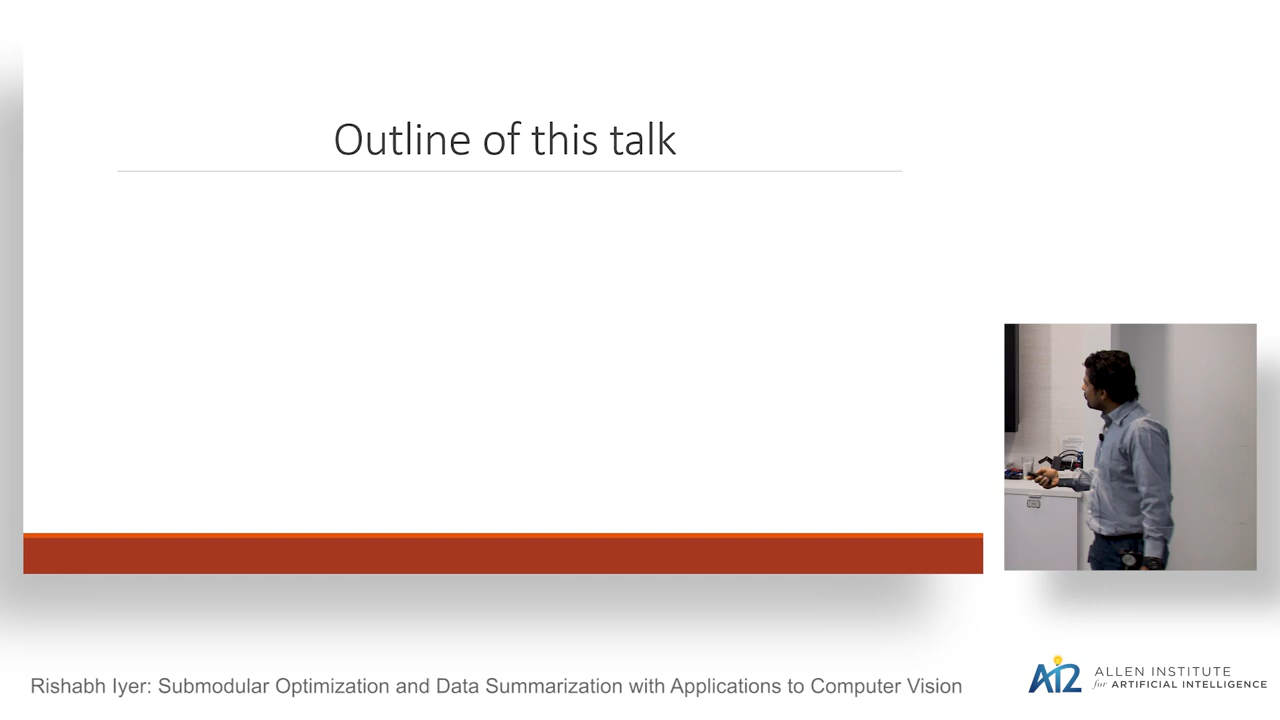 Outline of this talk
Rishabh Iyer: Submodular Optimization and Data Summarization with Applications to Computer Vision
AI2
ALLEN INSTITUTE
for ARTIFICIAL INTELLIGENCE